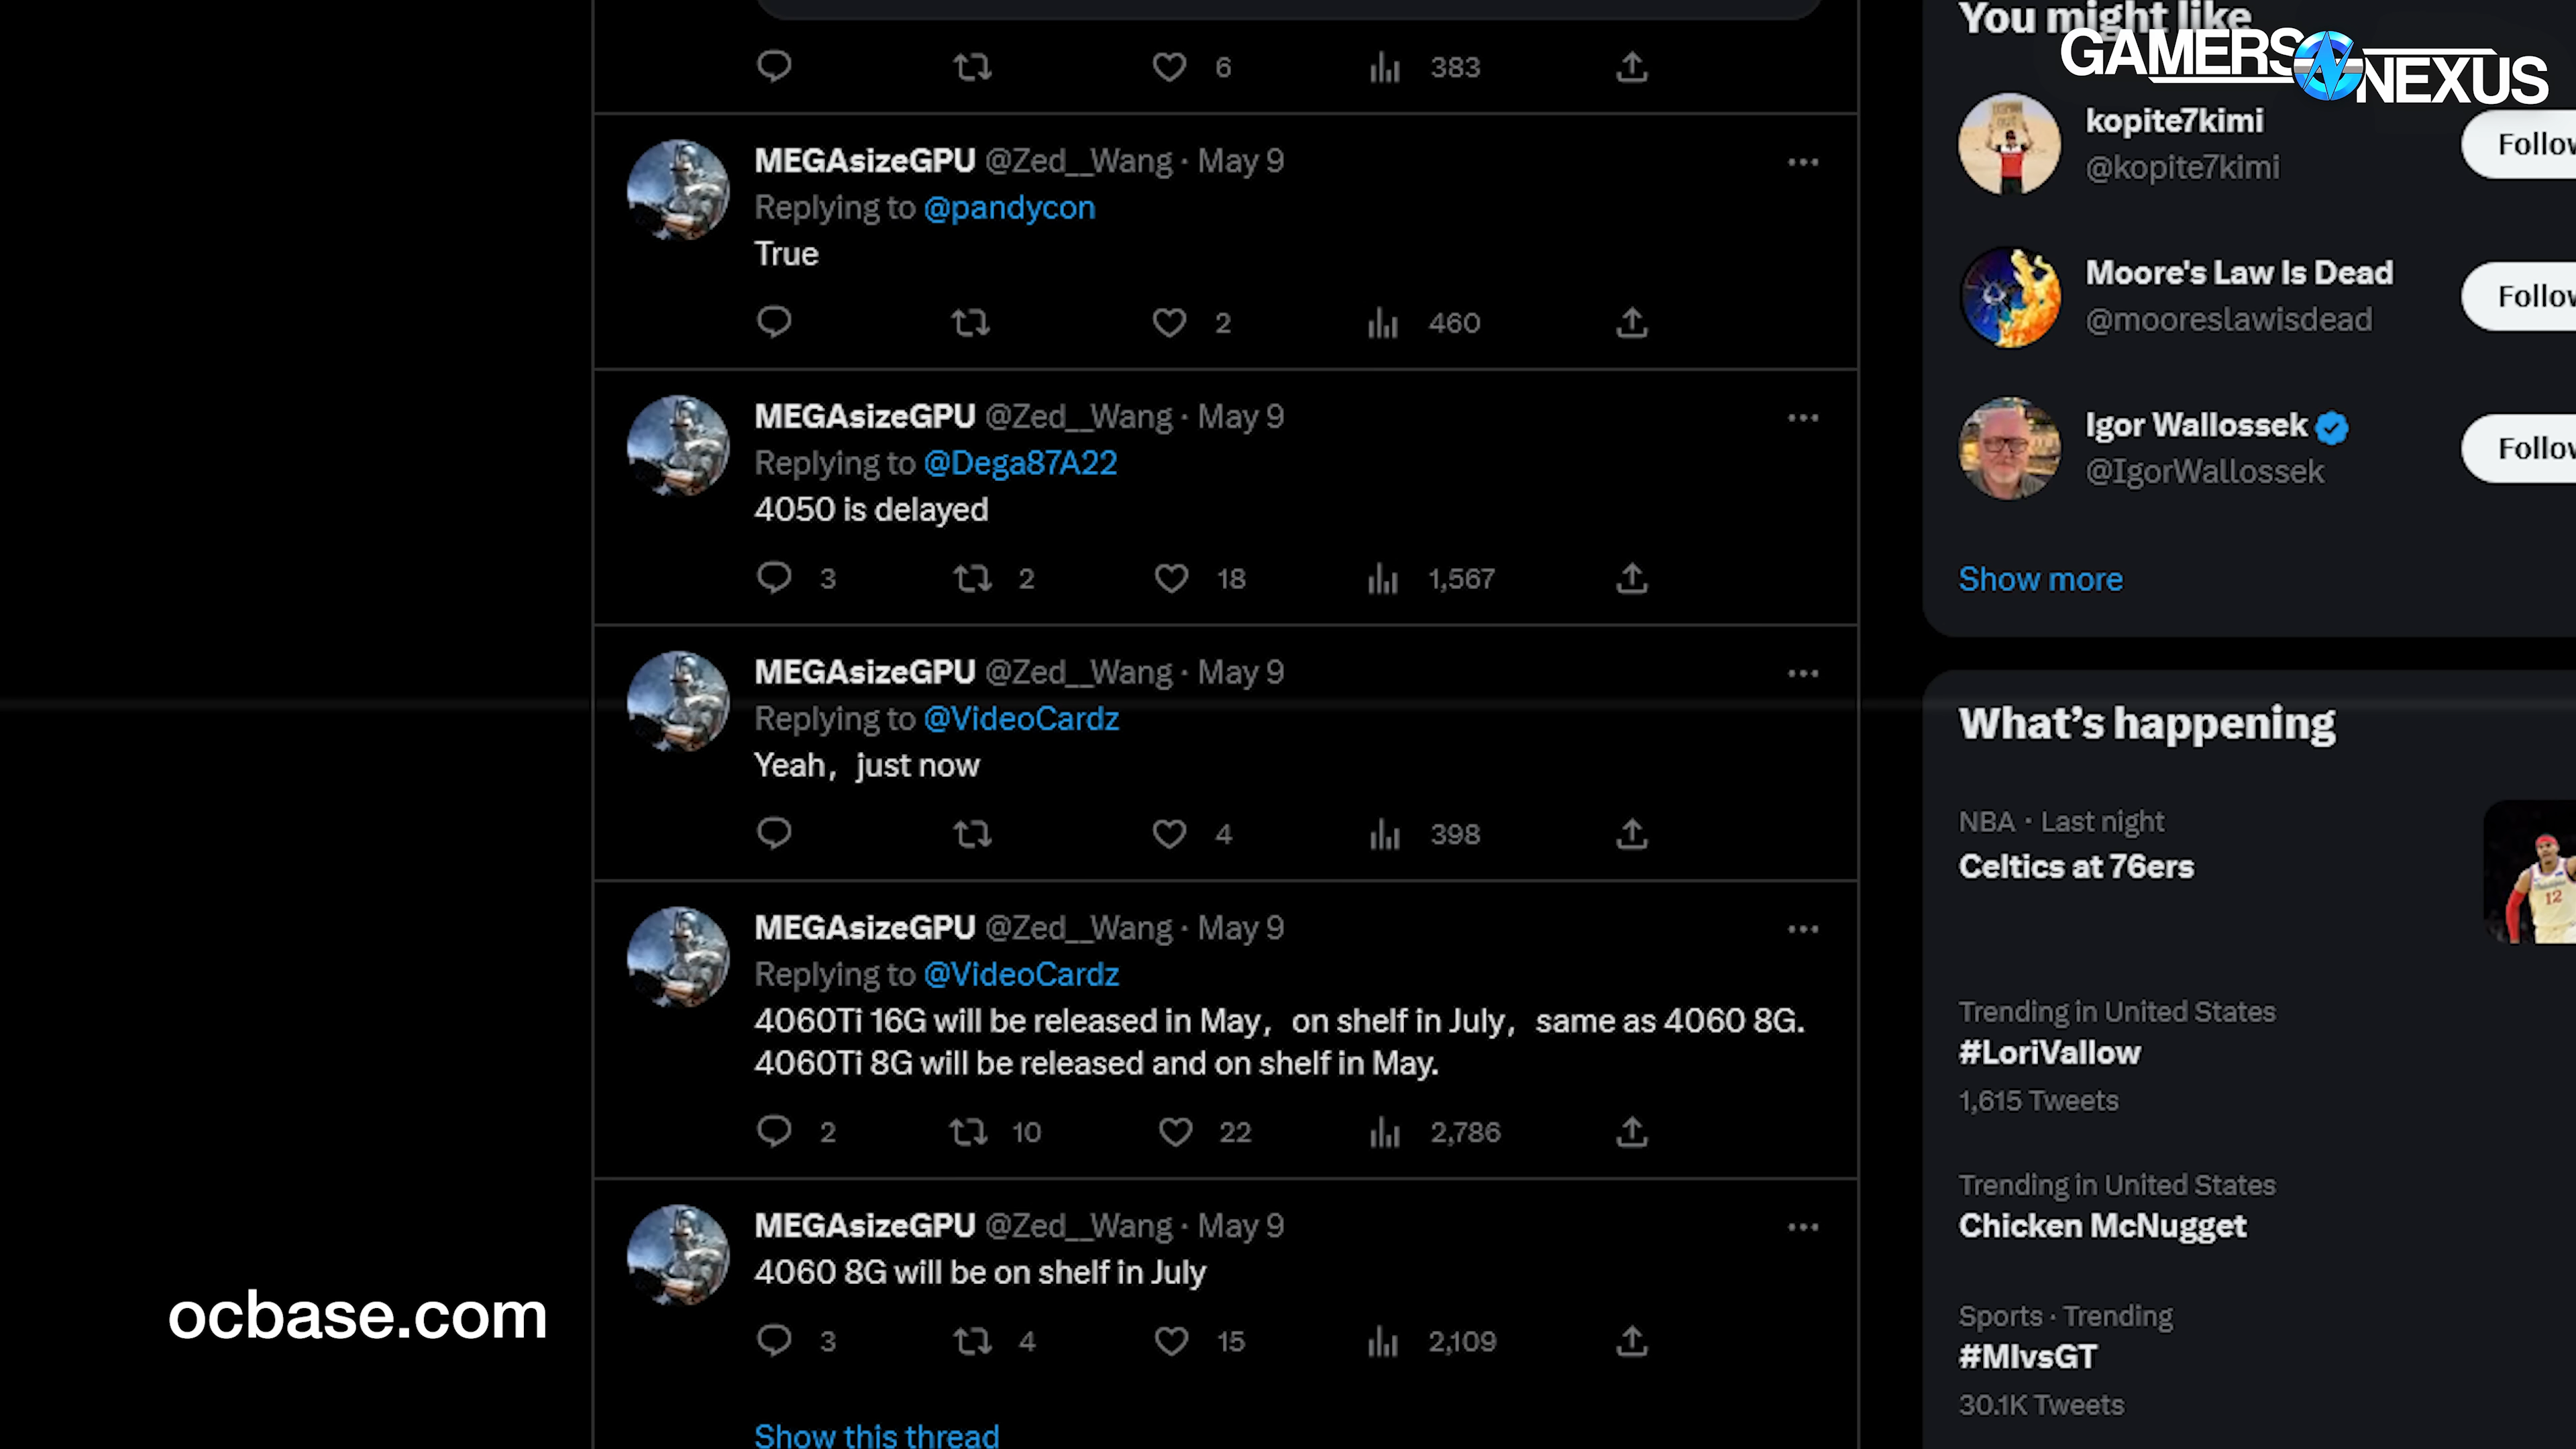 6 383
MEGAsizeGPU @Zed__Wang · May 9
Replying to @pandycon
True
2 460
MEGAsizeGPU @Zed__Wang · May 9
Replying to @Dega87A22
4050 is delayed
3 2 18 1,567
MEGAsizeGPU @Zed__Wang · May 9
Replying to @VideoCardz
Yeah，just now
4 398
MEGAsizeGPU @Zed__Wang · May 9
Replying to @VideoCardz
4060Ti 16G will be released in May，on shelf in July，same as 4060 8G.
4060Ti 8G will be released and on shelf in May.
2 10 22 2,786
MEGAsizeGPU @Zed__Wang · May 9
4060 8G will be on shelf in July
3 4 15 2,109
Show this thread
You might like
GAMERS NEXUS
kopite7kimi
@kopite7kimi
Follow
Moore's Law Is Dead
@mooreslawisdead
Follow
Igor Wallossek
@IgorWallossek
Follow
Show more
What's happening
NBA · Last night
Celtics at 76ers
12
Trending in United States
#LoriVallow
1,615 Tweets
Trending in United States
Chicken McNugget
Sports · Trending
#MIvsGT
30.1K Tweets
ocbase.com